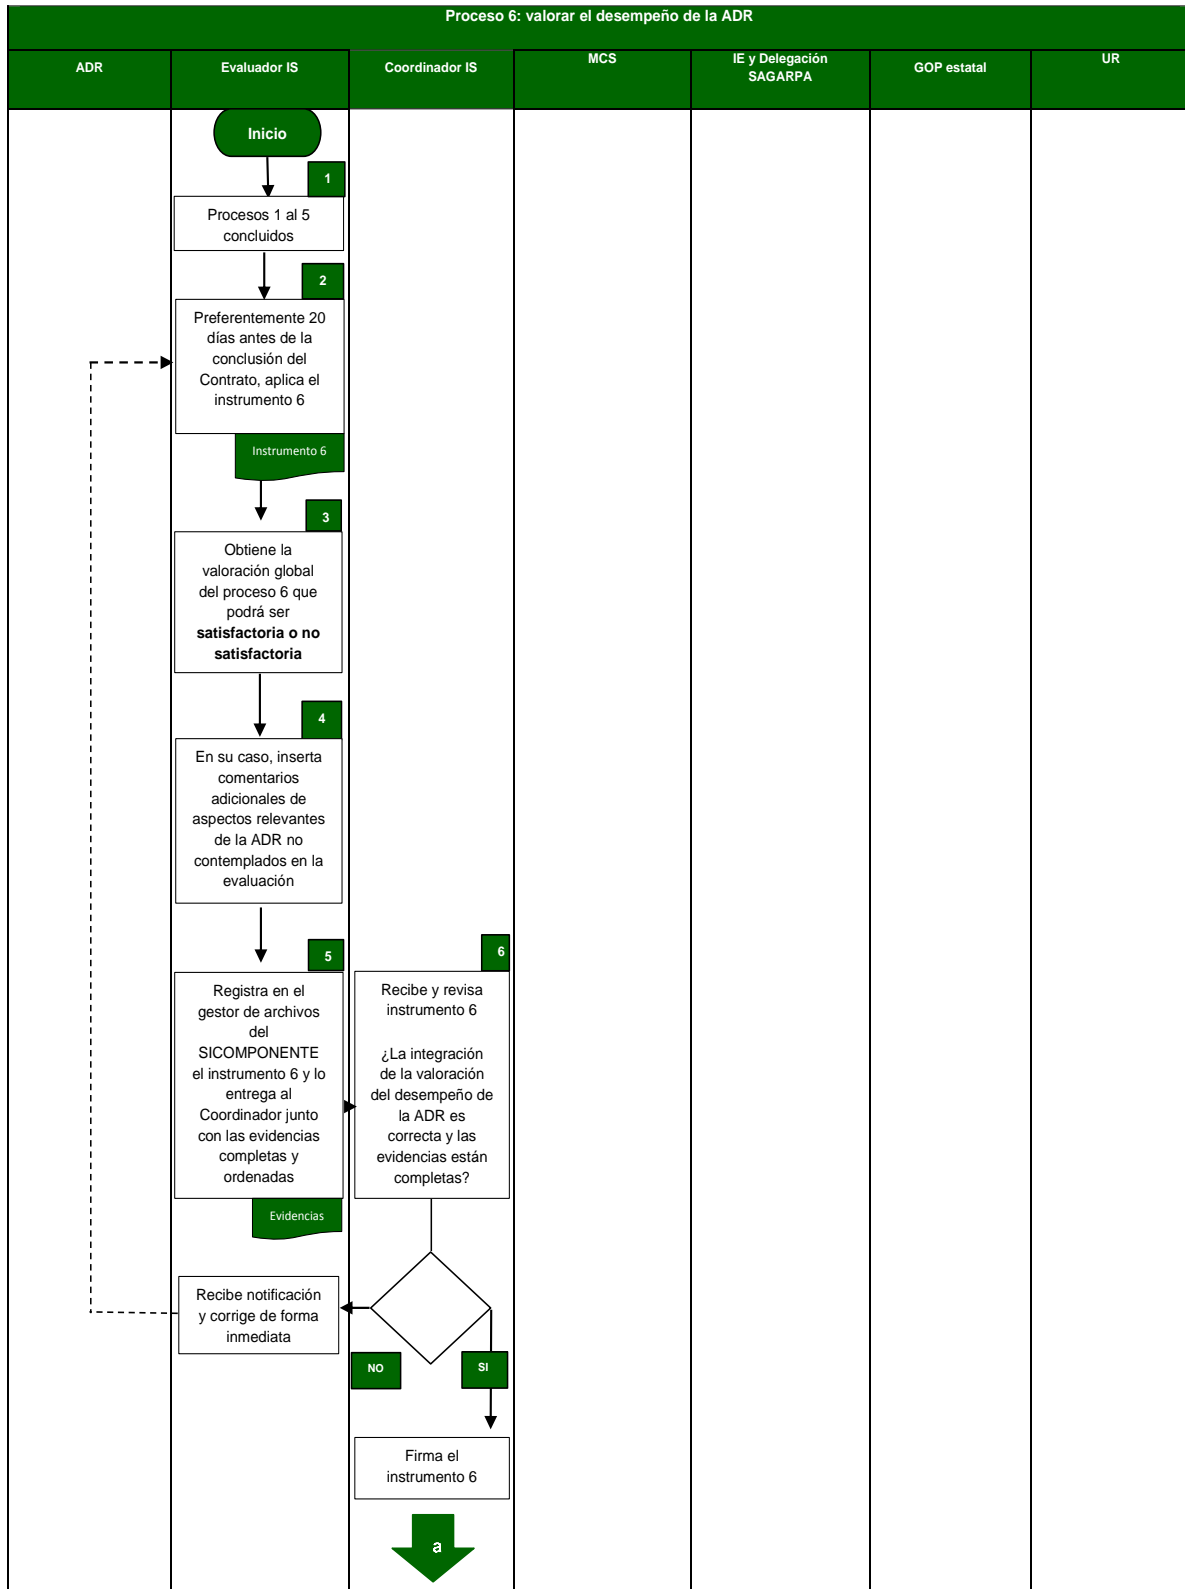 Proceso 6: valorar el desempeño de la ADR
ADR
Evaluador IS
Coordinador IS
MCS
IE y Delegación
SAGARPA
GOP estatal
UR
Inicio
1
Procesos 1 al 5
concluidos
2
Preferentemente 20
días antes de la
conclusión del
Contrato, aplica el
instrumento 6
Instrumento 6
3
Obtiene la
valoración global
del proceso 6 que
podrá ser
satisfactoria o no
satisfactoria
4
En su caso, inserta
comentarios
adicionales de
aspectos relevantes
de la ADR no
contemplados en la
evaluación
5
Registra en el
gestor de archivos
del
SICOMPONENTE
el instrumento 6 y lo
entrega al
Coordinador junto
con las evidencias
completas y
ordenadas
Evidencias
6
Recibe y revisa
instrumento 6
¿La integración
de la valoración
del desempeño de
la ADR es
correcta y las
evidencias están
completas?
Recibe notificación
y corrige de forma
inmediata
NO
SI
Firma el
instrumento 6
a